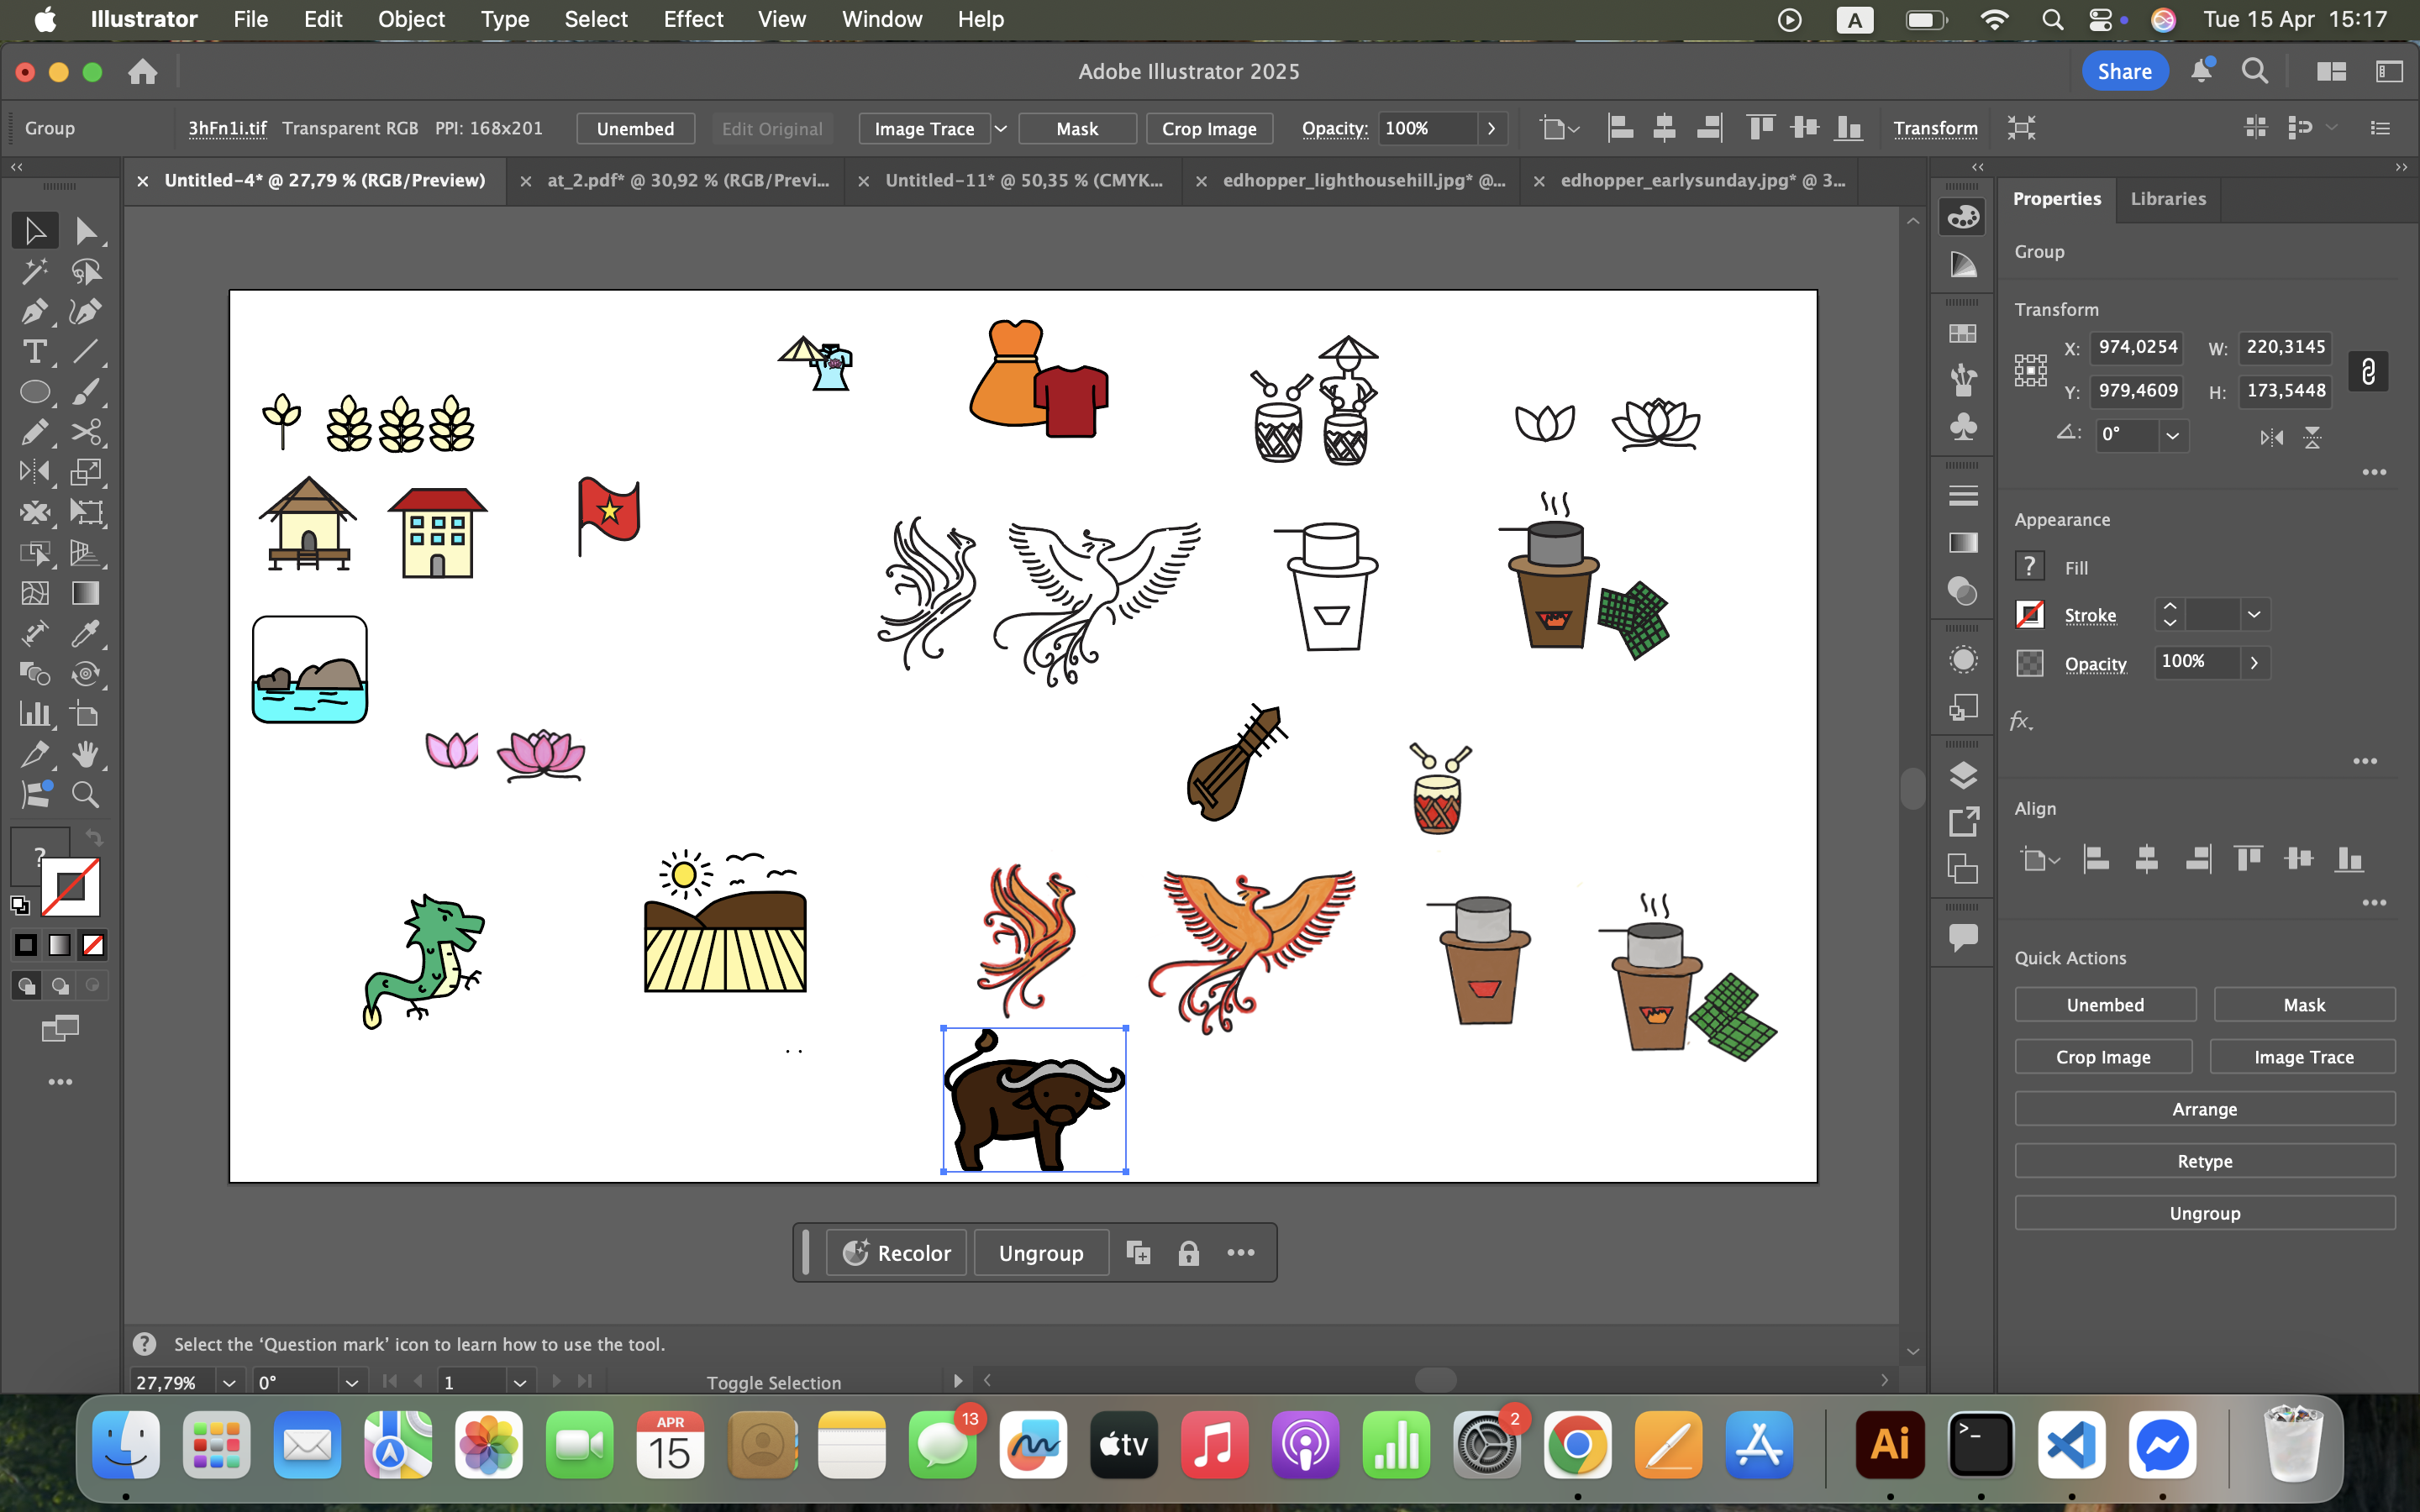 Illustrator File Edit Object Type Select Effect View Window Help A Tue 15 Apr 15:17
Adobe Illustrator 2025 Share
Group 3hFn1i.tif Transparent RGB PPI: 168x201 Unembed Edit Original Image Trace Mask Crop Image Opacity: 100% Transform
Untitled-4* @ 27,79 % (RGB/Preview) at_2.pdf* @ 30,92 % (RGB/Previ... Untitled-11* @ 50,35 % (CMYK... edhopper_lighthousehill.jpg* @... edhopper_earlysunday.jpg* @ 3...
Properties Libraries
Group
Transform
X: 974,0254 W: 220,3145
Y: 979,4609 H: 173,5448
0°
Appearance
? Fill
Stroke
Opacity 100%
fx
Align
Quick Actions
Unembed Mask
Crop Image Image Trace
Arrange
Retype
Ungroup
T
?
Recolor Ungroup
? Select the ‘Question mark’ icon to learn how to use the tool.
27,79% 0° 1 Toggle Selection
APR
15
13
tv
2
Ai
>_